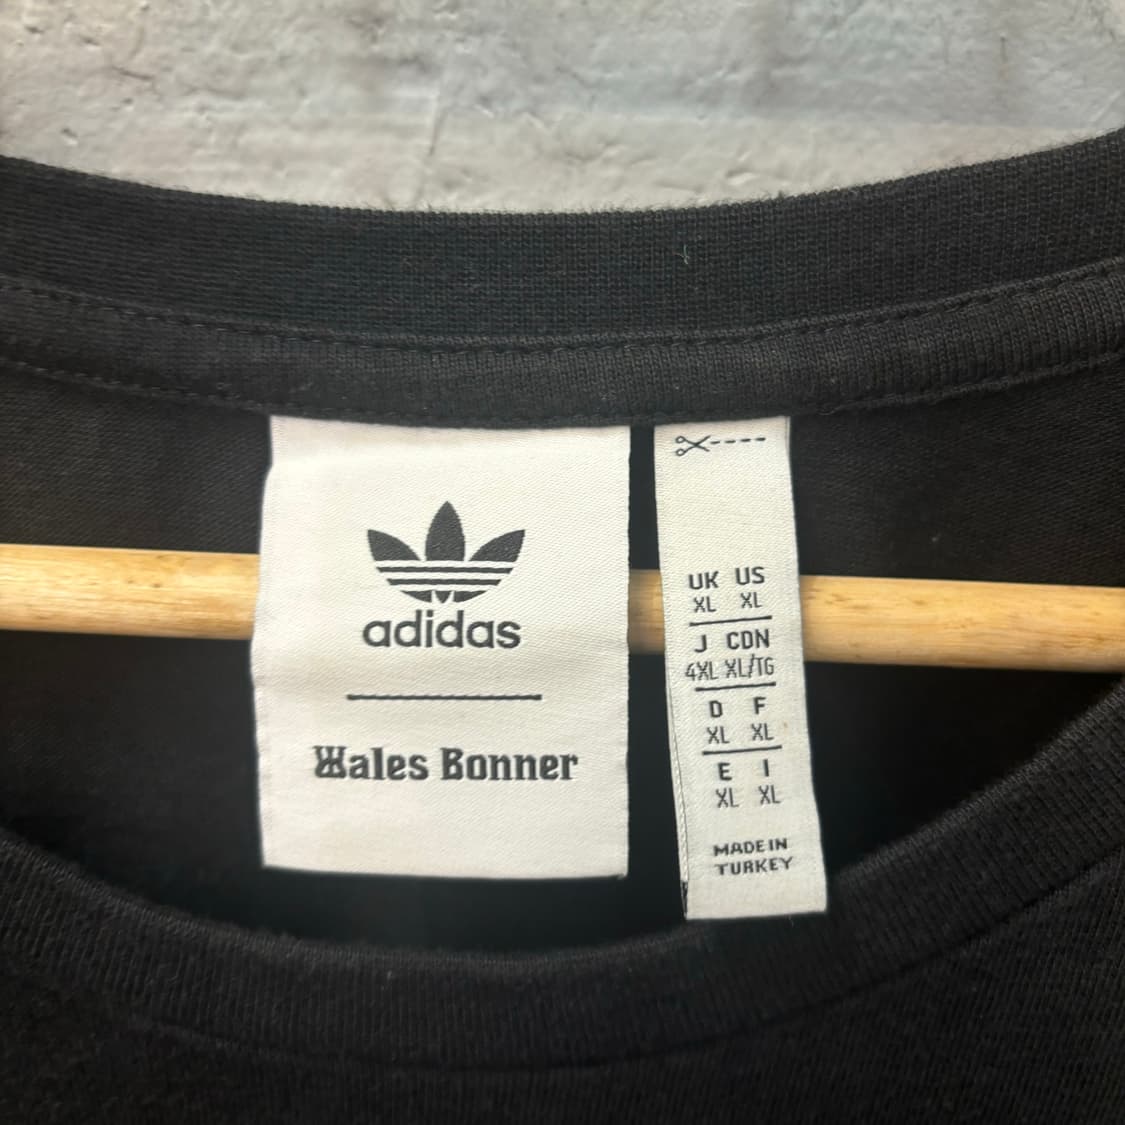 adidas
Wales Bonner
UK US
XL XL
J CDN
4XL XL/TG
D F
XL XL
E I
XL XL
MADE IN
TURKEY